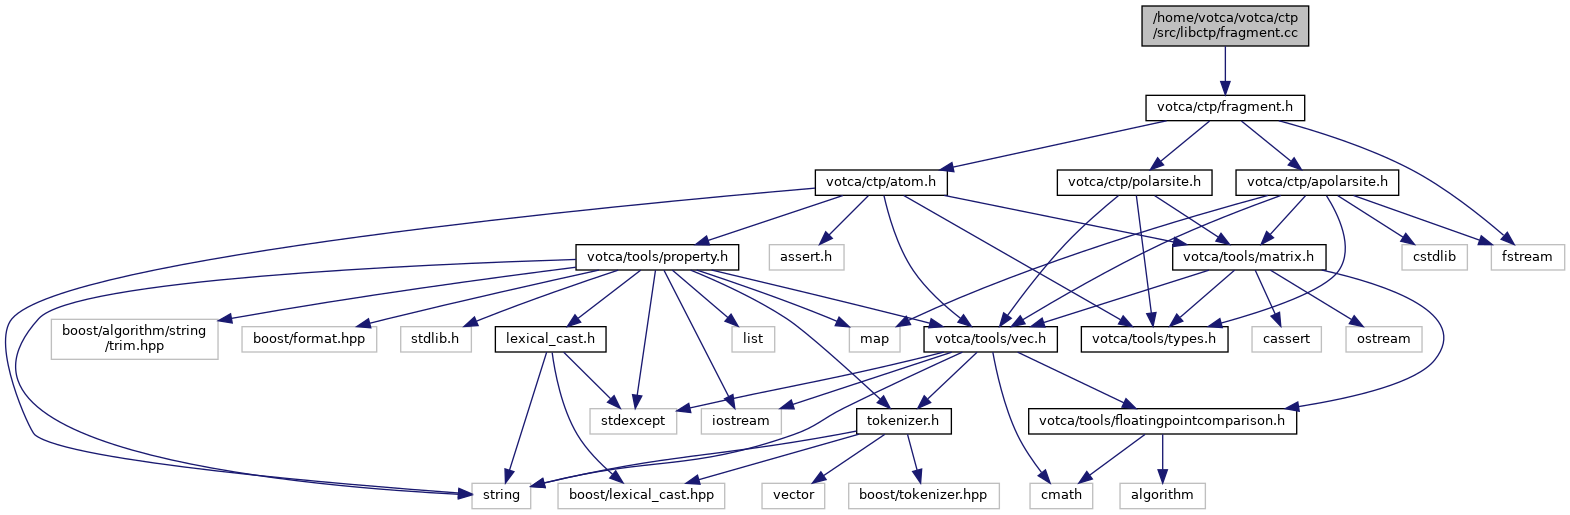 /home/votca/votca/ctp
/src/libctp/fragment.cc
votca/ctp/fragment.h
votca/ctp/atom.h
votca/ctp/polarsite.h
votca/ctp/apolarsite.h
votca/tools/property.h
assert.h
votca/tools/matrix.h
cstdlib
fstream
boost/algorithm/string
/trim.hpp
boost/format.hpp
stdlib.h
lexical_cast.h
list
map
votca/tools/vec.h
votca/tools/types.h
cassert
ostream
stdexcept
iostream
tokenizer.h
votca/tools/floatingpointcomparison.h
string
boost/lexical_cast.hpp
vector
boost/tokenizer.hpp
cmath
algorithm